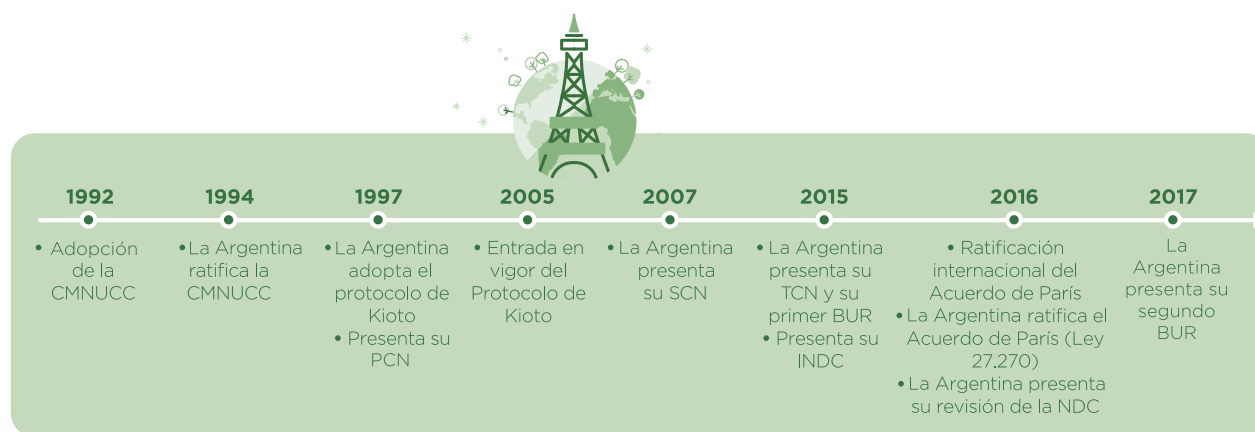 1992
• Adopción
de la
CMNUCC
1994
• La Argentina
ratifica la
CMNUCC
1997
• La Argentina
adopta el
protocolo de
Kioto
• Presenta su
PCN
2005
• Entrada en
vigor del
Protocolo de
Kioto
2007
• La Argentina
presenta
su SCN
2015
• La Argentina
presenta su
TCN y su
primer BUR
• Presenta su
INDC
2016
• Ratificación
internacional del
Acuerdo de París
• La Argentina ratifica el
Acuerdo de París (Ley
27.270)
• La Argentina presenta
su revisión de la NDC
2017
La
Argentina
presenta su
segundo
BUR